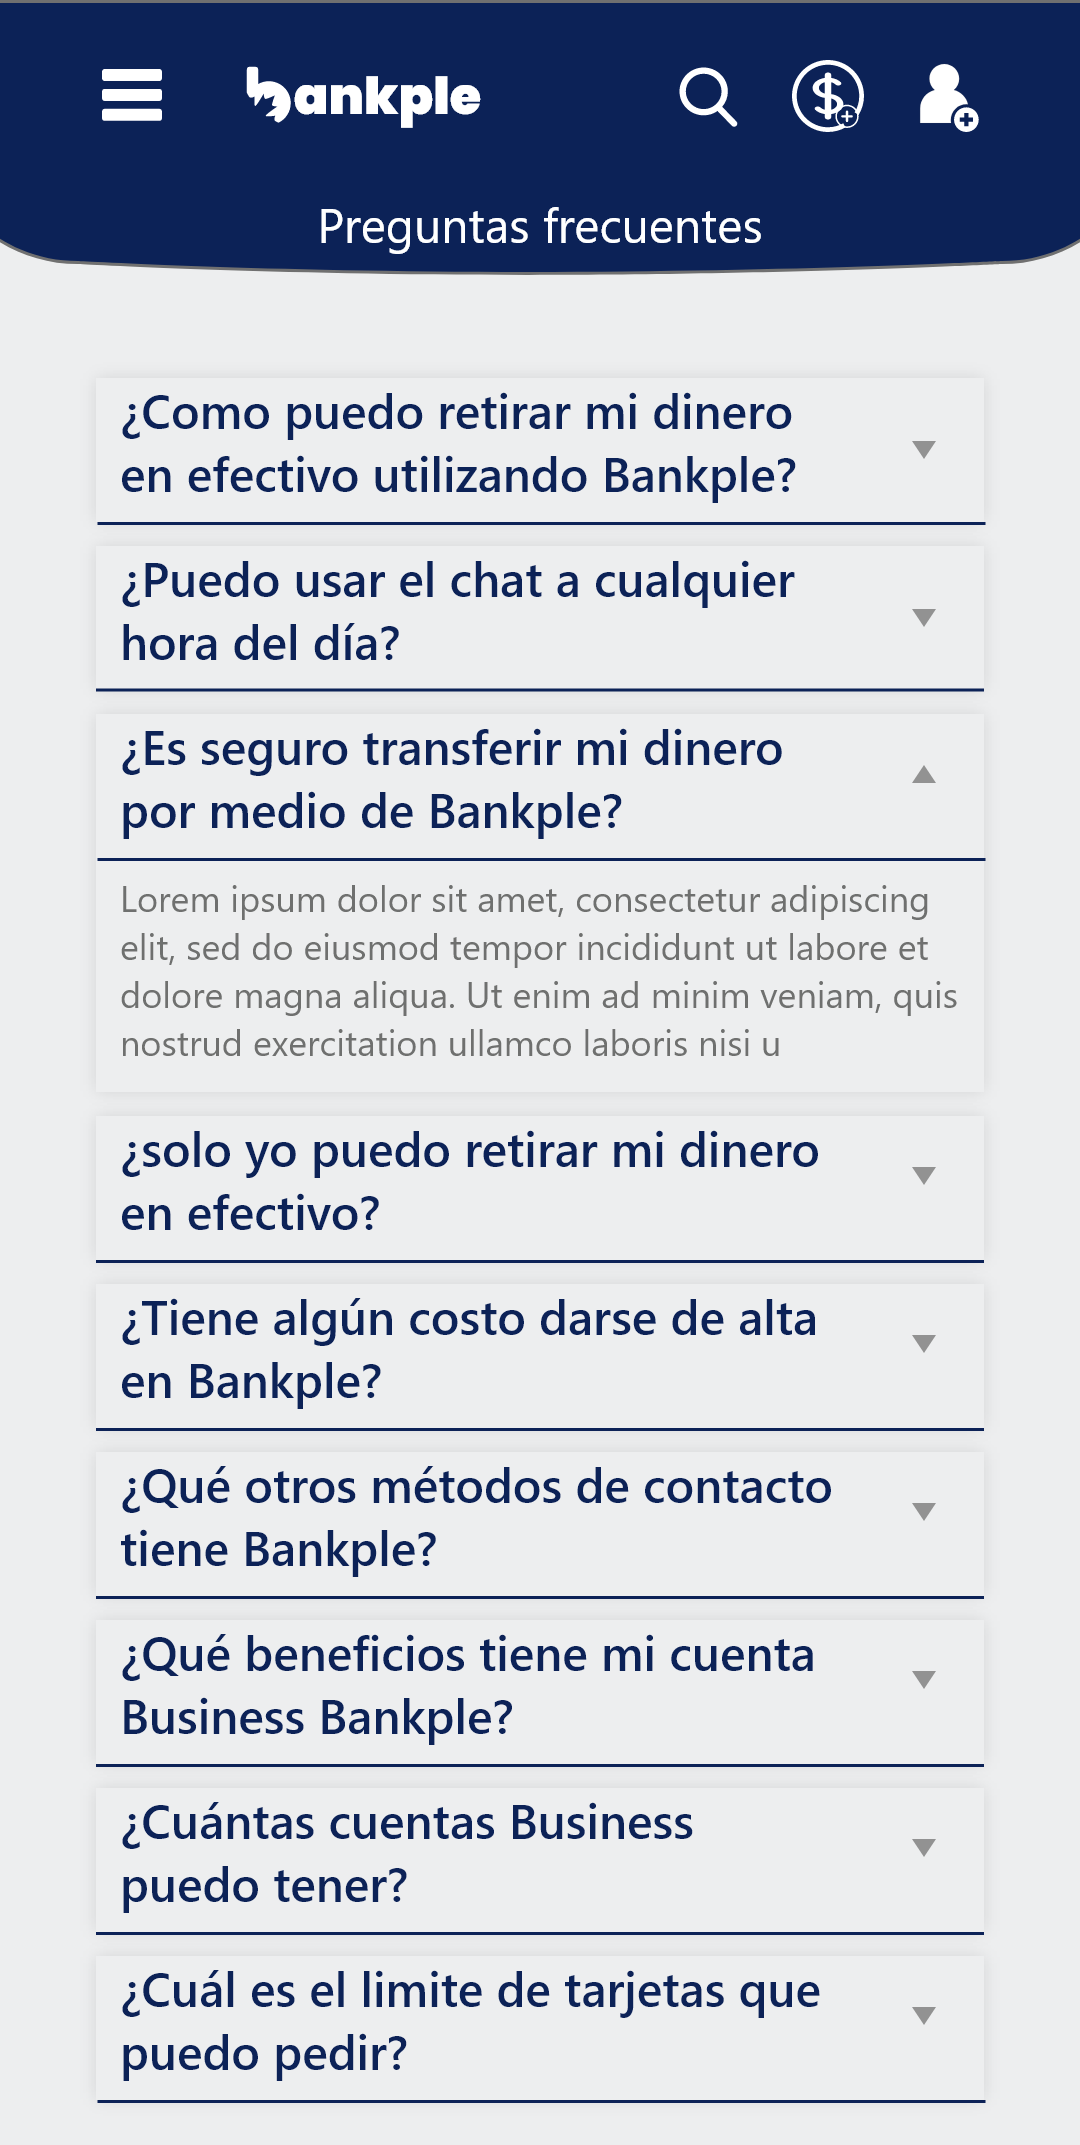 bankple
Preguntas frecuentes
¿Como puedo retirar mi dinero
en efectivo utilizando Bankple?
¿Puedo usar el chat a cualquier
hora del día?
¿Es seguro transferir mi dinero
por medio de Bankple?
Lorem ipsum dolor sit amet, consectetur adipiscing
elit, sed do eiusmod tempor incididunt ut labore et
dolore magna aliqua. Ut enim ad minim veniam, quis
nostrud exercitation ullamco laboris nisi u
¿solo yo puedo retirar mi dinero
en efectivo?
¿Tiene algún costo darse de alta
en Bankple?
¿Qué otros métodos de contacto
tiene Bankple?
¿Qué beneficios tiene mi cuenta
Business Bankple?
¿Cuántas cuentas Business
puedo tener?
¿Cuál es el limite de tarjetas que
puedo pedir?